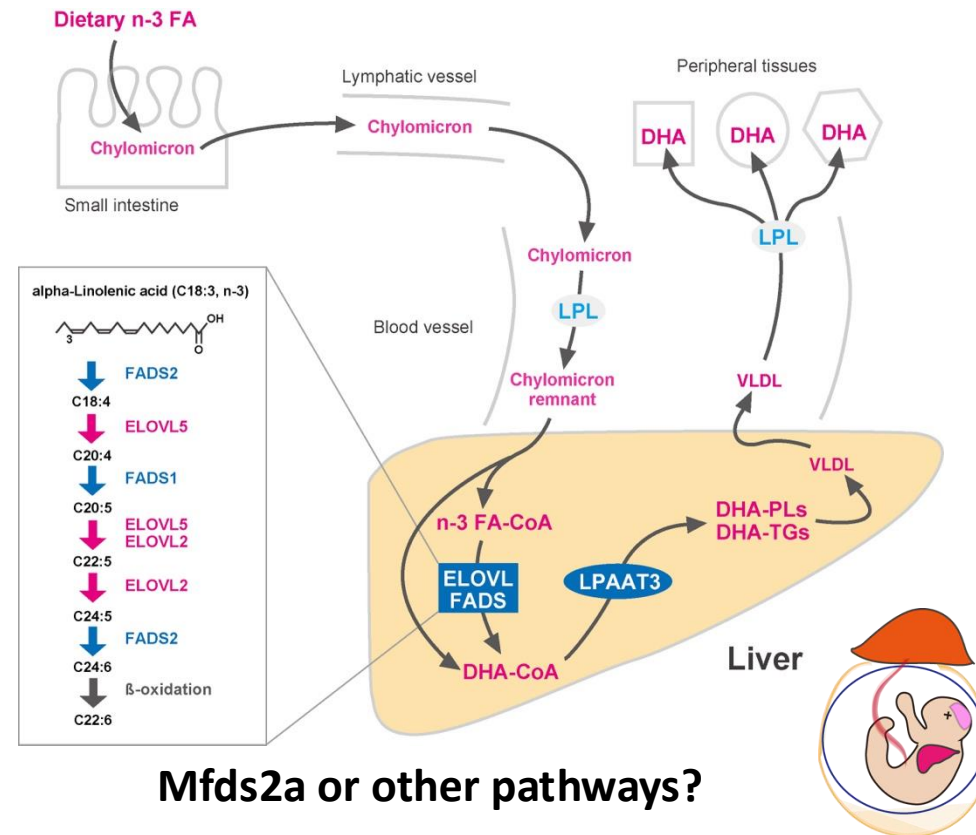 Dietary n-3 FA
Chylomicron
Small intestine
Lymphatic vessel
Chylomicron
Peripheral tissues
DHA
DHA
DHA
LPL
Chylomicron
LPL
Blood vessel
Chylomicron
remnant
VLDL
VLDL
n-3 FA-CoA
ELOVL
FADS
DHA-CoA
LPAAT3
DHA-PLs
DHA-TGs
Liver
alpha-Linolenic acid (C18:3, n-3)
OH
3
O
FADS2
C18:4
ELOVL5
C20:4
FADS1
C20:5
ELOVL5
ELOVL2
C22:5
ELOVL2
C24:5
FADS2
C24:6
ß-oxidation
C22:6
Mfds2a or other pathways?